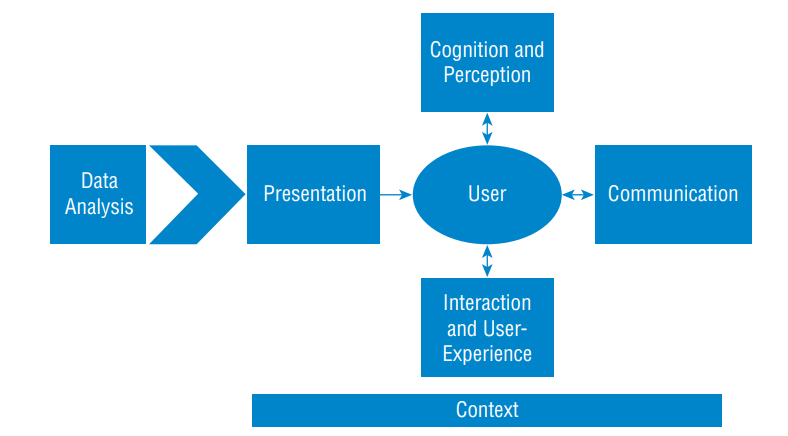 Cognition and
Perception
Data
Analysis
Presentation
User
Communication
Interaction
and User-
Experience
Context